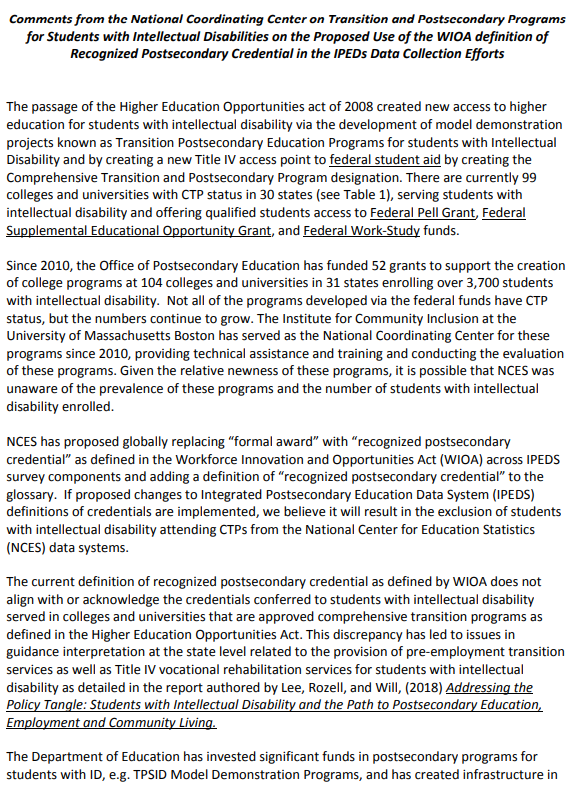 Comments from the National Coordinating Center on Transition and Postsecondary Programs
for Students with Intellectual Disabilities on the Proposed Use of the WIOA definition of
Recognized Postsecondary Credential in the IPEDs Data Collection Efforts
The passage of the Higher Education Opportunities act of 2008 created new access to higher
education for students with intellectual disability via the development of model demonstration
projects known as Transition Postsecondary Education Programs for students with Intellectual
Disability and by creating a new Title IV access point to federal student aid by creating the
Comprehensive Transition and Postsecondary Program designation. There are currently 99
colleges and universities with CTP status in 30 states (see Table 1), serving students with
intellectual disability and offering qualified students access to Federal Pell Grant, Federal
Supplemental Educational Opportunity Grant, and Federal Work-Study funds.
Since 2010, the Office of Postsecondary Education has funded 52 grants to support the creation
of college programs at 104 colleges and universities in 31 states enrolling over 3,700 students
with intellectual disability. Not all of the programs developed via the federal funds have CTP
status, but the numbers continue to grow. The Institute for Community Inclusion at the
University of Massachusetts Boston has served as the National Coordinating Center for these
programs since 2010, providing technical assistance and training and conducting the evaluation
of these programs. Given the relative newness of these programs, it is possible that NCES was
unaware of the prevalence of these programs and the number of students with intellectual
disability enrolled.
NCES has proposed globally replacing “formal award” with “recognized postsecondary
credential” as defined in the Workforce Innovation and Opportunities Act (WIOA) across IPEDS
survey components and adding a definition of “recognized postsecondary credential” to the
glossary. If proposed changes to Integrated Postsecondary Education Data System (IPEDS)
definitions of credentials are implemented, we believe it will result in the exclusion of students
with intellectual disability attending CTPs from the National Center for Education Statistics
(NCES) data systems.
The current definition of recognized postsecondary credential as defined by WIOA does not
align with or acknowledge the credentials conferred to students with intellectual disability
served in colleges and universities that are approved comprehensive transition programs as
defined in the Higher Education Opportunities Act. This discrepancy has led to issues in
guidance interpretation at the state level related to the provision of pre-employment transition
services as well as Title IV vocational rehabilitation services for students with intellectual
disability as detailed in the report authored by Lee, Rozell, and Will, (2018) Addressing the
Policy Tangle: Students with Intellectual Disability and the Path to Postsecondary Education,
Employment and Community Living.
The Department of Education has invested significant funds in postsecondary programs for
students with ID, e.g. TPSID Model Demonstration Programs, and has created infrastructure in